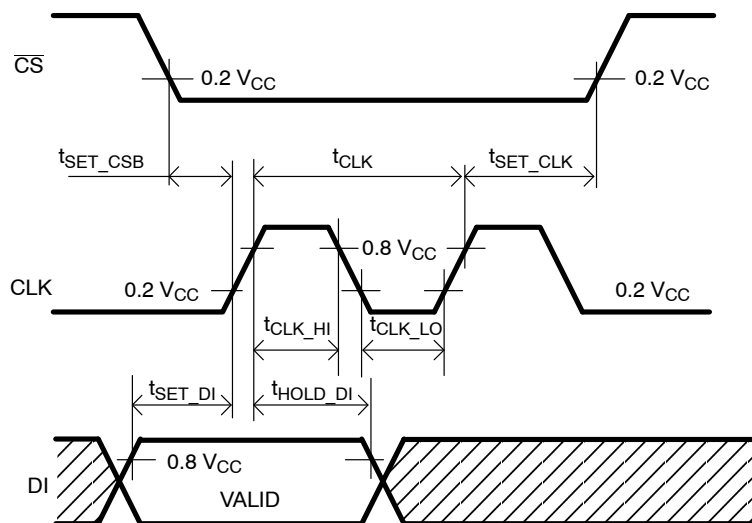 CS
0.2 VCC
0.2 VCC
tSET_CSB
tCLK
tSET_CLK
0.8 VCC
CLK
0.2 VCC
0.2 VCC
tCLK_HI
tCLK_LO
tSET_DI
tHOLD_DI
0.8 VCC
DI
VALID